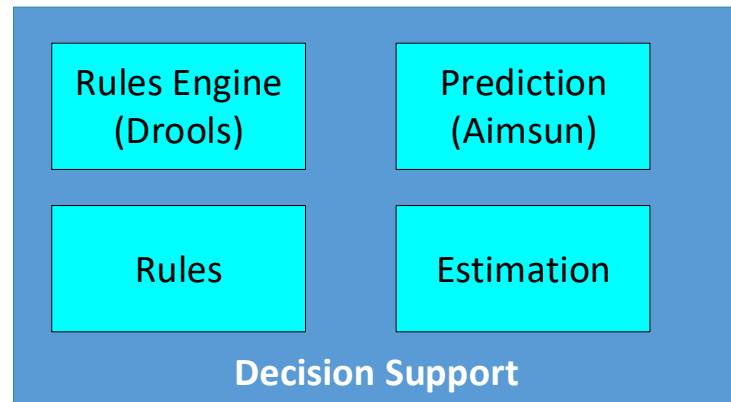 Rules Engine
(Drools)
Prediction
(Aimsun)
Rules
Estimation
Decision Support